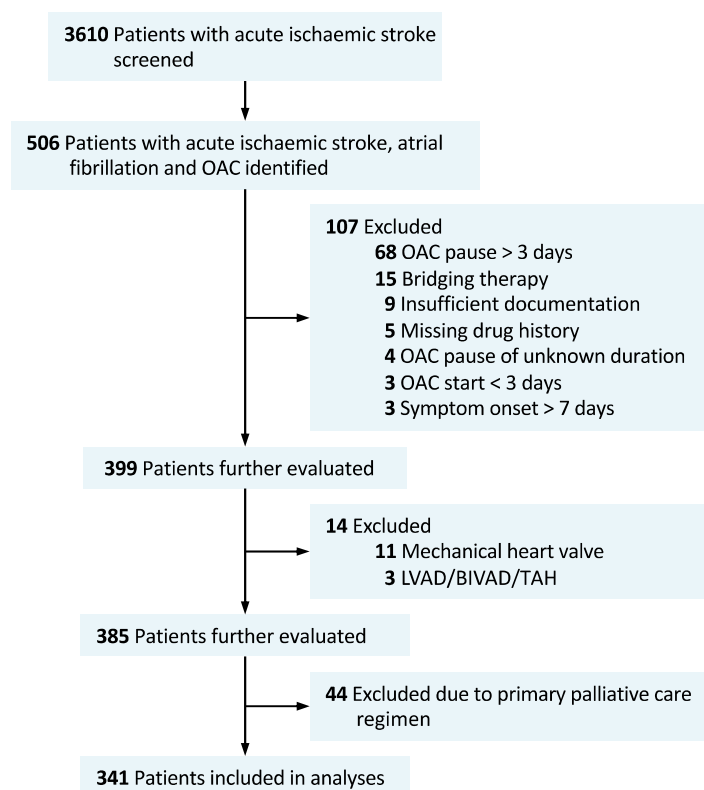 3610 Patients with acute ischaemic stroke
screened
506 Patients with acute ischaemic stroke, atrial
fibrillation and OAC identified
107 Excluded
68 OAC pause > 3 days
15 Bridging therapy
9 Insufficient documentation
5 Missing drug history
4 OAC pause of unknown duration
3 OAC start < 3 days
3 Symptom onset > 7 days
399 Patients further evaluated
14 Excluded
11 Mechanical heart valve
3 LVAD/BIVAD/TAH
385 Patients further evaluated
44 Excluded due to primary palliative care
regimen
341 Patients included in analyses